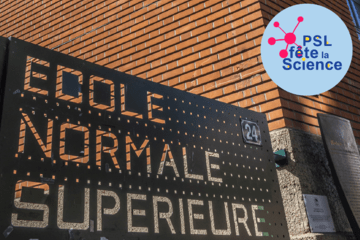 PSL
fête la
Science
ECOLE
NORMALE
SUPERIEURE
24